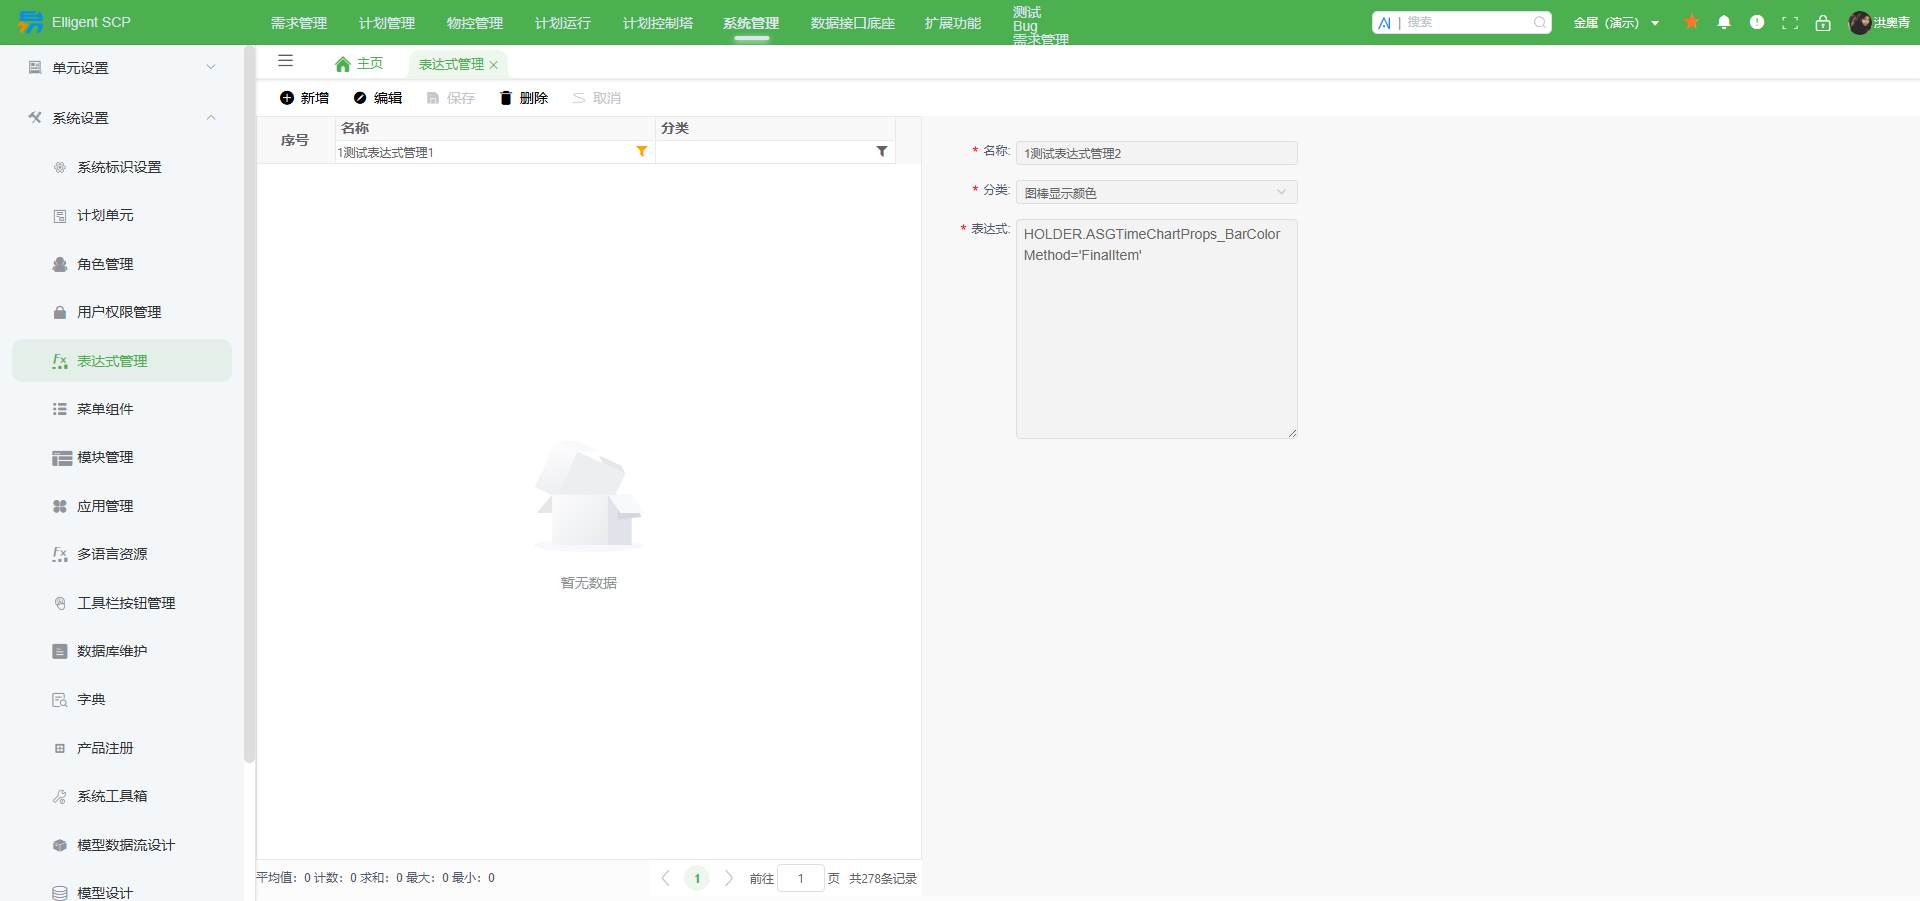 Elligent SCP
需求管理
计划管理
物控管理
计划运行
计划控制塔
系统管理
数据接口底座
扩展功能
测试
Bug
需求管理
搜索
金属（演示）
洪奥青
单元设置
系统设置
系统标识设置
计划单元
角色管理
用户权限管理
表达式管理
菜单组件
模块管理
应用管理
多语言资源
工具栏按钮管理
数据库维护
字典
产品注册
系统工具箱
模型数据流设计
模型设计
主页
表达式管理
新增
编辑
保存
删除
取消
序号
名称
分类
1测试表达式管理1
暂无数据
平均值：0 计数：0 求和：0 最大：0 最小：0
1
前往 1 页 共278条记录
* 名称: 1测试表达式管理2
* 分类: 图棒显示颜色
* 表达式: HOLDER.ASGTimeChartProps_BarColor
Method='FinalItem'